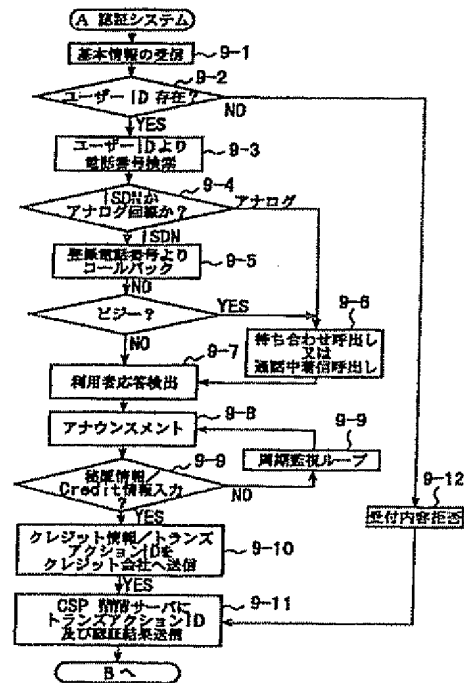 A 認証システム
基本情報の受信
9-1
9-2
ユーザー ID 存在?
NO
YES
ユーザIDより
電話番号検索
9-3
9-4
ISDNか
アナログ回線か?
アナログ
ISDN
登録電話番号より
コールバック
9-5
NO
ビジー?
YES
NO
9-6
待ち合わせ呼出し
又は
通話中着信呼出し
9-7
利用者応答検出
9-8
アナウンスメント
9-9
周期監視ループ
9-9
秘匿情報/
Credit情報入力
?
NO
YES
9-12
受付内容拒否
クレジット情報/トランズ
アクションIDを
クレジット会社へ送信
9-10
YES
CSP WWWサーバに
トランズアクションID
及び認証結果送信
9-11
Bへ